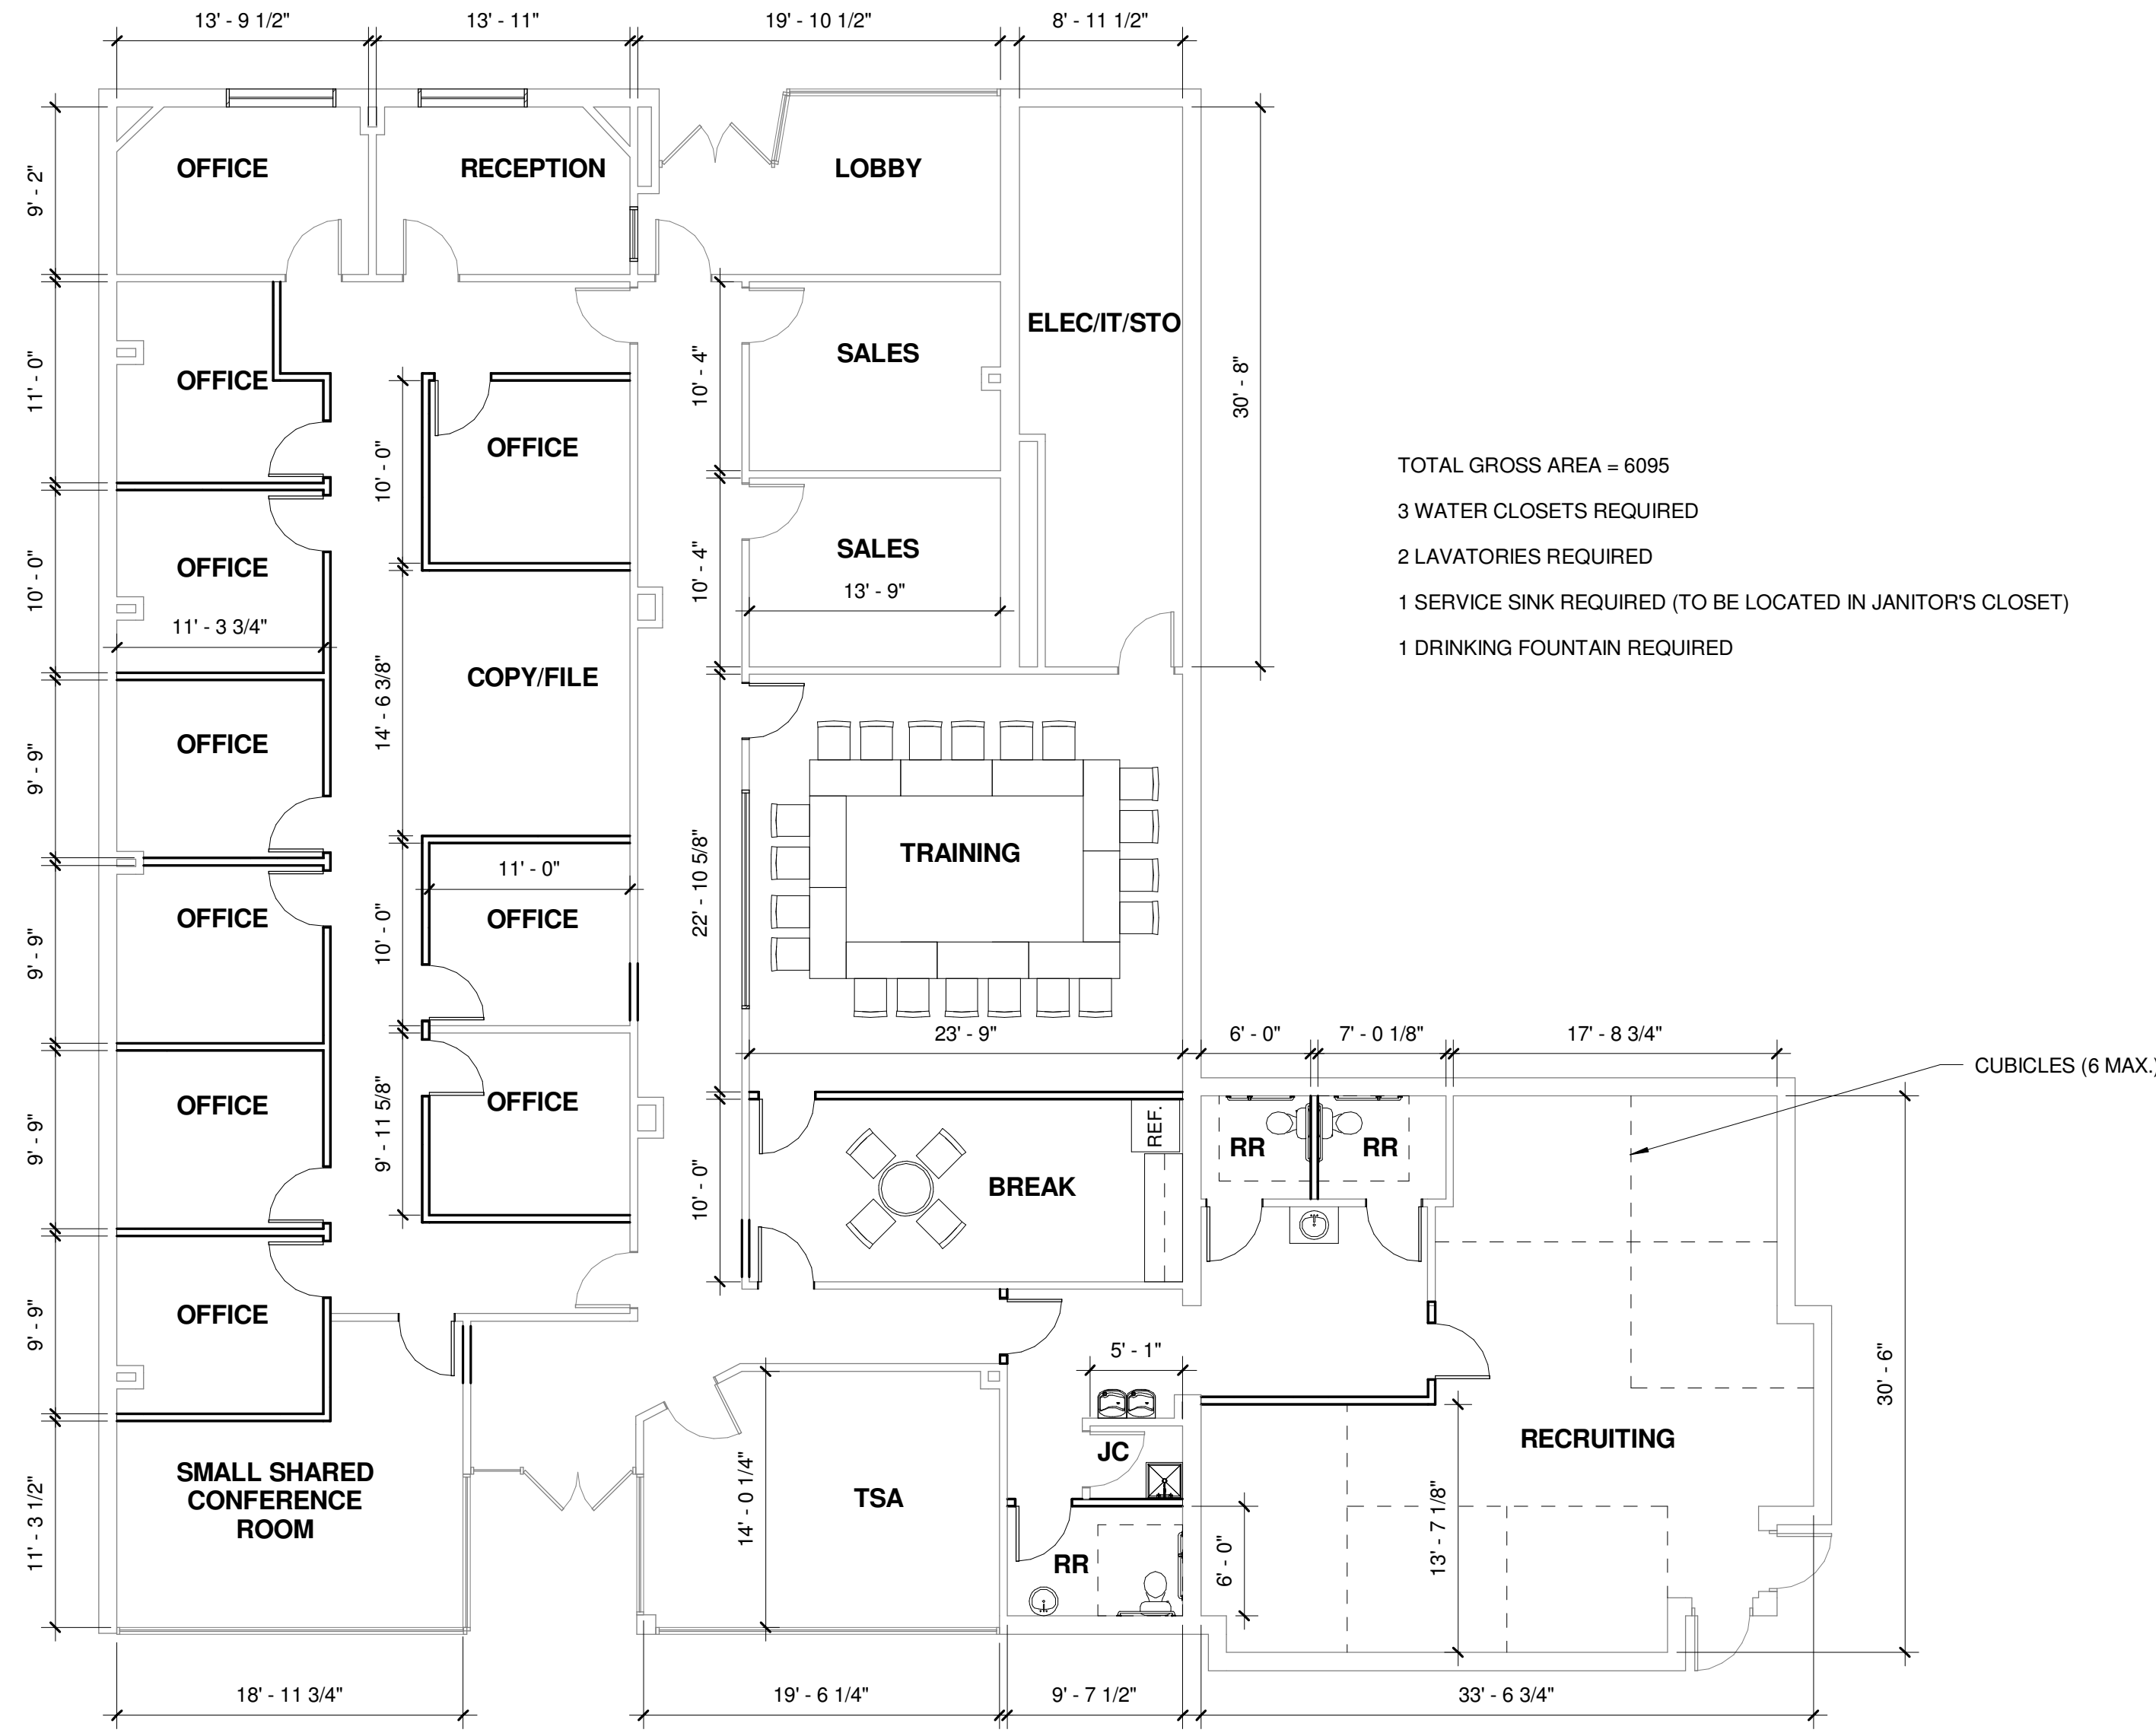 13' - 9 1/2"
13' - 11"
19' - 10 1/2"
8' - 11 1/2"
9' - 2"
OFFICE
RECEPTION
LOBBY
ELEC/IT/STO
11' - 0"
OFFICE
10' - 4"
SALES
30' - 8"
10' - 0"
OFFICE
TOTAL GROSS AREA = 6095
3 WATER CLOSETS REQUIRED
2 LAVATORIES REQUIRED
1 SERVICE SINK REQUIRED (TO BE LOCATED IN JANITOR'S CLOSET)
1 DRINKING FOUNTAIN REQUIRED
10' - 0"
OFFICE
11' - 3 3/4"
10' - 4"
SALES
13' - 9"
14' - 6 3/8"
COPY/FILE
9' - 9"
OFFICE
22' - 10 5/8"
TRAINING
23' - 9"
9' - 9"
OFFICE
10' - 0"
11' - 0"
OFFICE
6' - 0"
7' - 0 1/8"
17' - 8 3/4"
CUBICLES (6 MAX.)
9' - 9"
OFFICE
9' - 11 5/8"
OFFICE
10' - 0"
BREAK
REF.
RR
RR
9' - 9"
OFFICE
5' - 1"
JC
30' - 6"
RECRUITING
11' - 3 1/2"
SMALL SHARED
CONFERENCE
ROOM
14' - 0 1/4"
TSA
RR
6' - 0"
13' - 7 1/8"
18' - 11 3/4"
19' - 6 1/4"
9' - 7 1/2"
33' - 6 3/4"